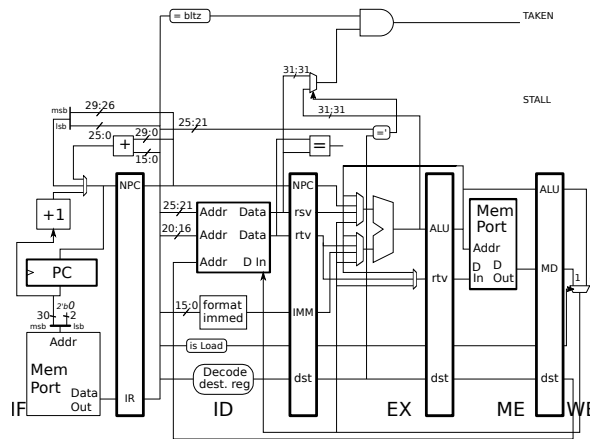 = bltz
TAKEN
31:31
msb
29:26
lsb
25:0
29:0
25:21
31:31
STALL
+
15:0
='
=
NPC
NPC
ALU
ALU
+1
25:21
Addr
Data
rsv
20:16
Addr
Data
rtv
Addr
D In
Mem
Port
Addr
D
In
D
Out
MD
rtv
1
PC
2'b0
30
2
msb
lsb
15:0
format
immed
IMM
Addr
Mem
Port
Data
Out
is Load
Decode
dest. reg
dst
dst
dst
IR
IF
ID
EX
ME
WB